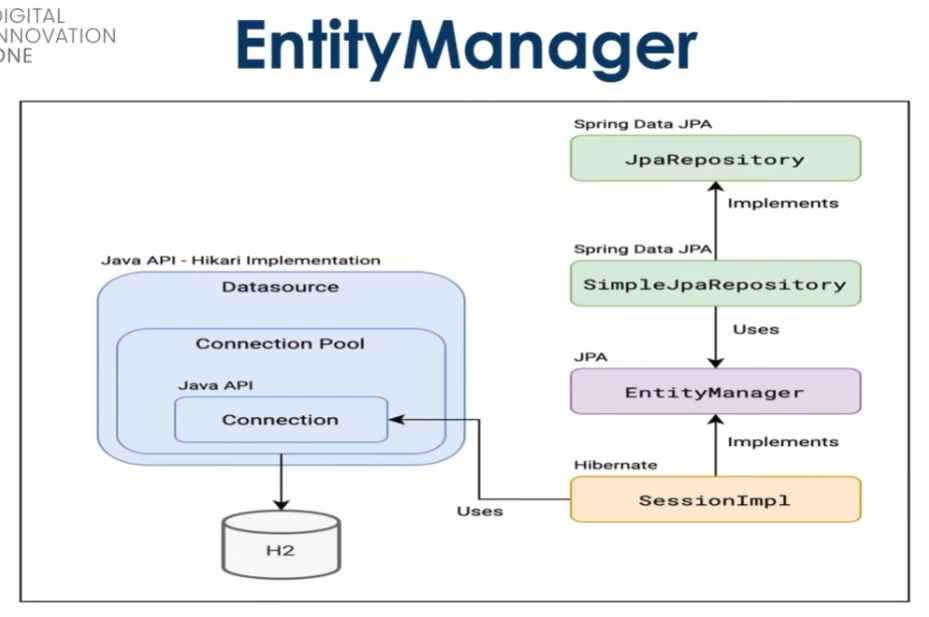 DIGITAL
INNOVATION
ONE
EntityManager
Spring Data JPA
JpaRepository
Implements
Spring Data JPA
SimpleJpaRepository
Uses
JPA
EntityManager
Implements
Hibernate
SessionImpl
Uses
Java API - Hikari Implementation
Datasource
Connection Pool
Java API
Connection
H2